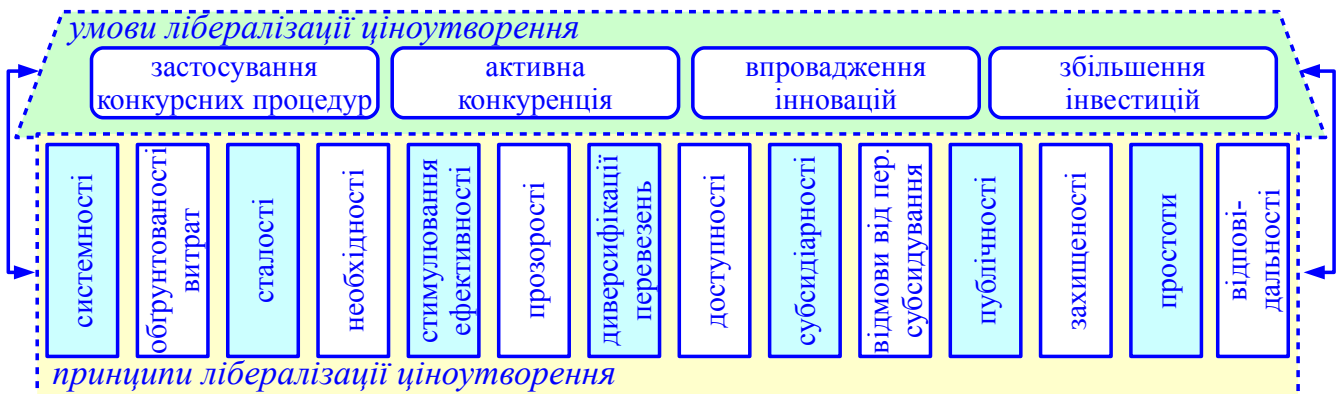 умови лібералізації ціноутворення
застосування
конкурсних процедур
активна
конкуренція
впровадження
інновацій
збільшення
інвестицій
системності
обґрунтованості
витрат
сталості
необхідності
стимулювання
ефективності
прозорості
диверсифікації
перевезень
доступності
субсидіарності
відмови від пер.
субсидування
публічності
захищеності
простоти
відпові-
дальності
принципи лібералізації ціноутворення